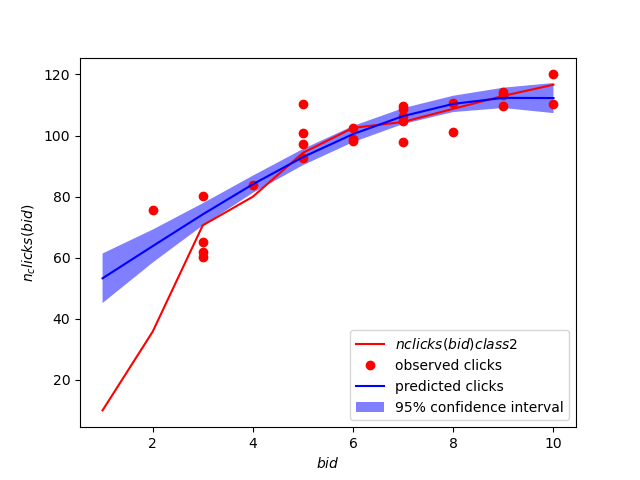 120
100
80
60
40
20
n_clicks(bid)
nclicks(bid)class2
observed clicks
predicted clicks
95% confidence interval
2
4
6
8
10
bid